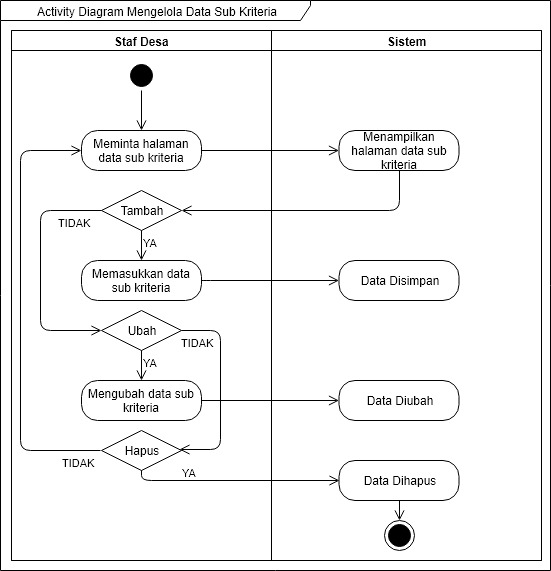 Activity Diagram Mengelola Data Sub Kriteria
Staf Desa
Sistem
Meminta halaman
data sub kriteria
Menampilkan
halaman data sub
kriteria
Tambah
TIDAK
YA
Memasukkan data
sub kriteria
Data Disimpan
Ubah
TIDAK
YA
Mengubah data sub
kriteria
Data Diubah
Hapus
TIDAK
YA
Data Dihapus